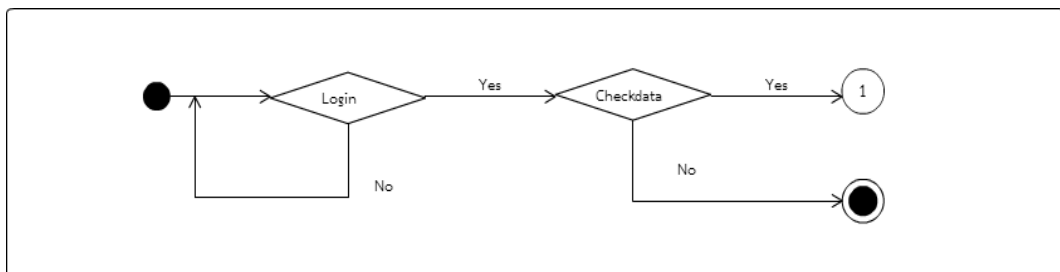 Yes
Yes
Login
Checkdata
1
No
No